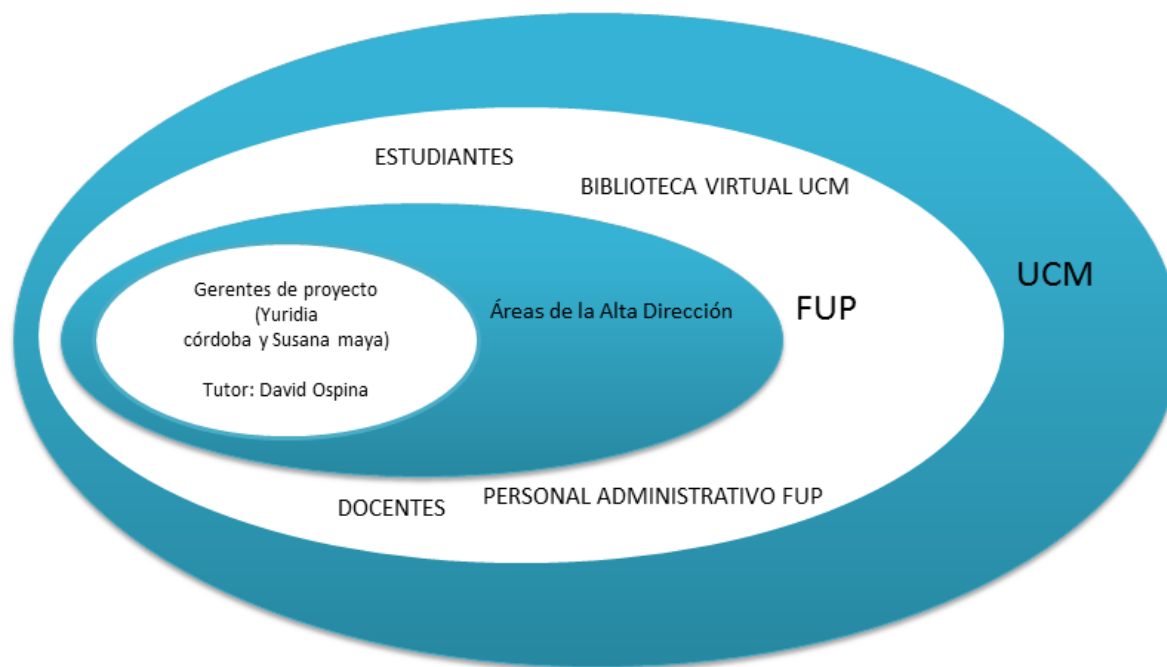 ESTUDIANTES
BIBLIOTECA VIRTUAL UCM
UCM
Gerentes de proyecto
(Yuridia
córdoba y Susana maya)
Tutor: David Ospina
Áreas de la Alta Dirección
FUP
DOCENTES
PERSONAL ADMINISTRATIVO FUP